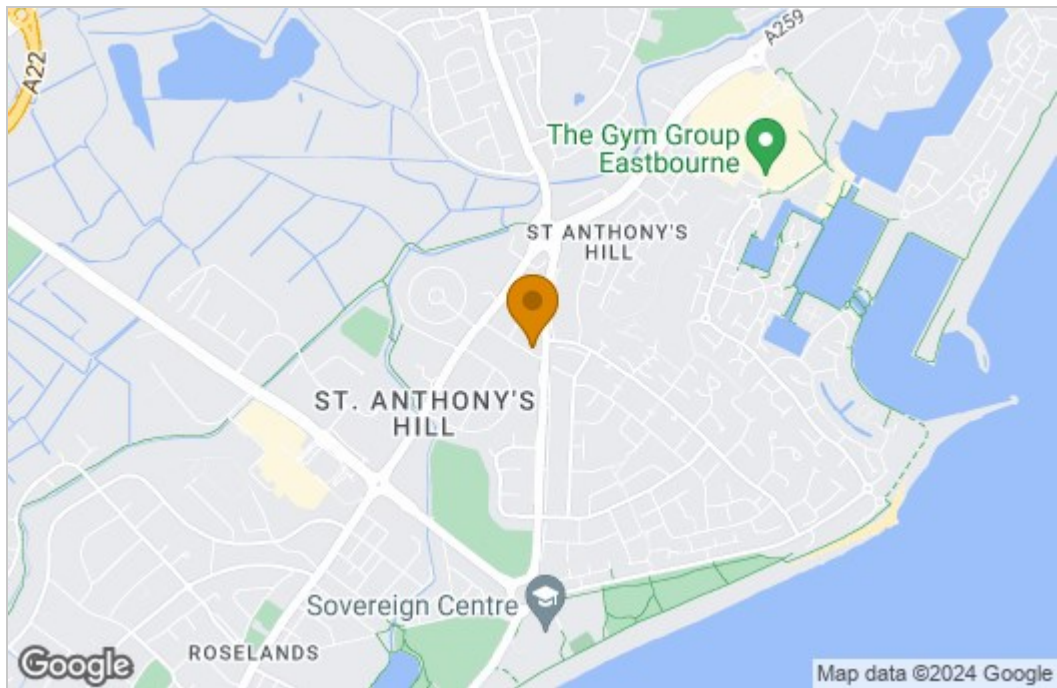 A259
A22
The Gym Group
Eastbourne
ST ANTHONY'S
HILL
ST. ANTHONY'S
HILL
Sovereign Centre
ROSELANDS
Google
Map data ©2024 Google